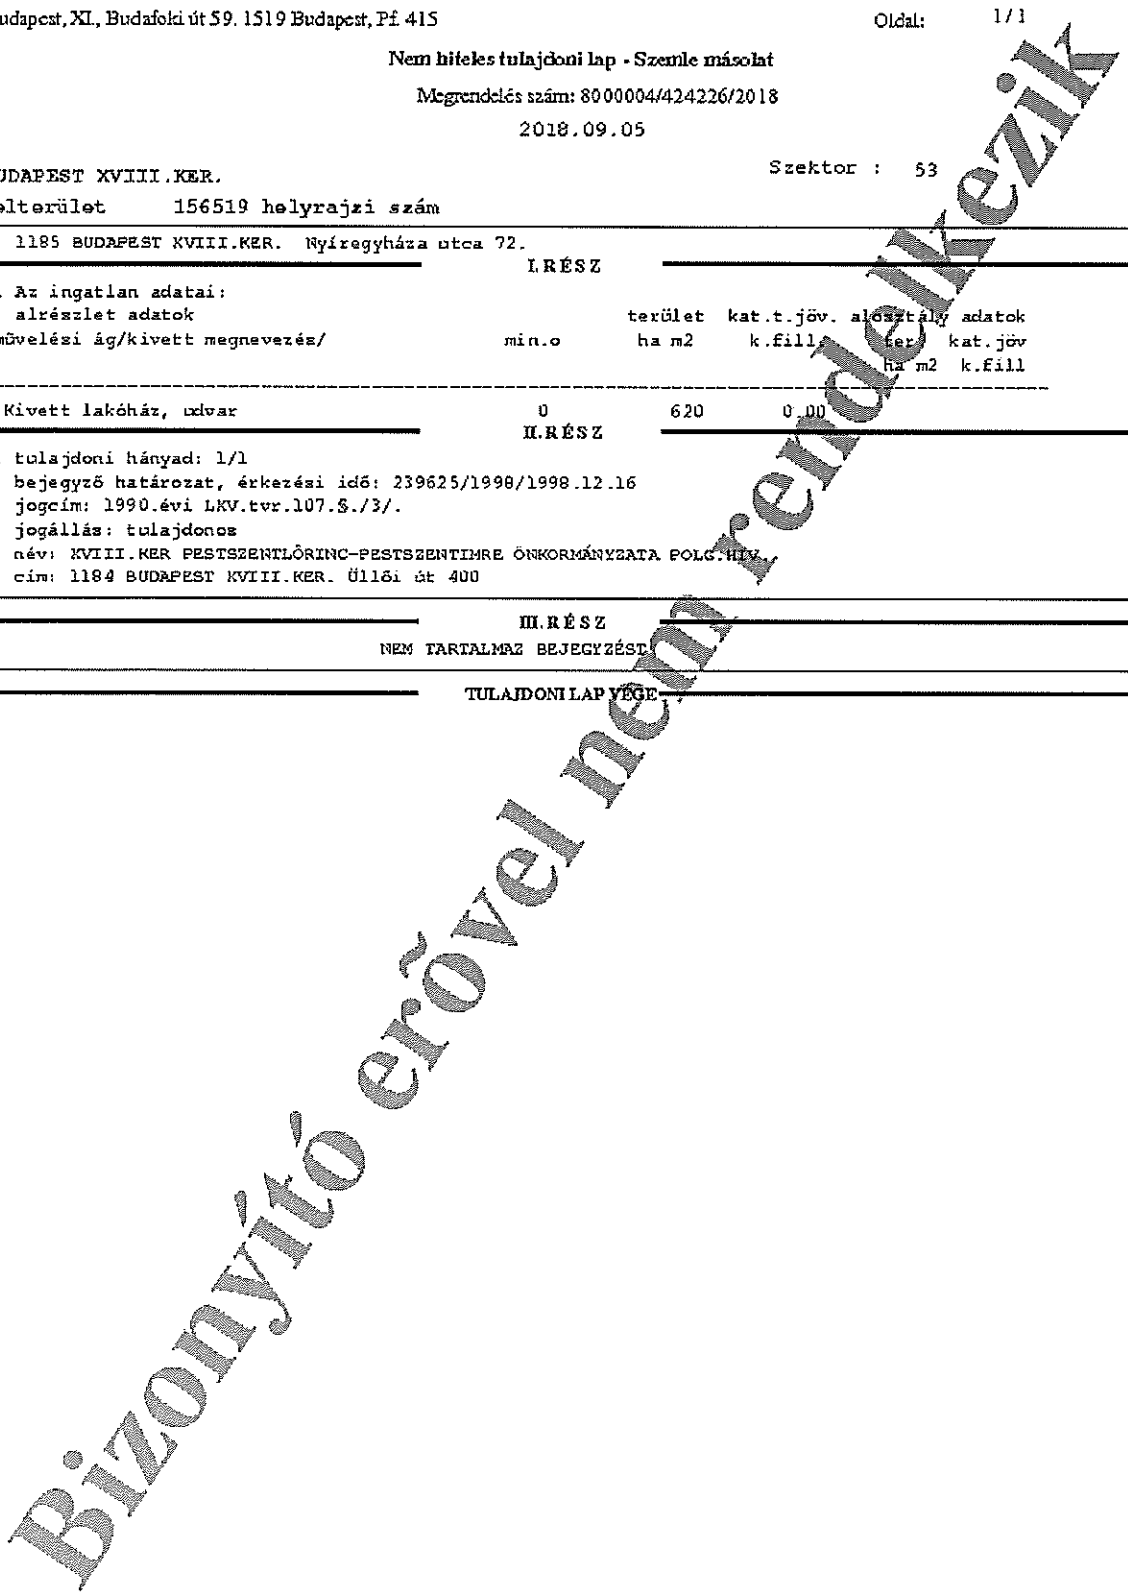 udapest, XI., Budafoki út 59. 1519 Budapest, Pf. 415
Oldal: 1/1
Nem hiteles tulajdoni lap - Szemle másolat
Megrendelés szám: 8000004/424226/2018
2018.09.05
UDAPEST XVIII.KER.
Szektor : 53
elterület 156519 helyrajzi szám
1185 BUDAPEST XVIII.KER. Nyíregyháza utca 72.
I.RÉSZ
. Az ingatlan adatai:
alrészlet adatok terület kat.t.jöv. alosztály adatok
művelési ág/kivett megnevezés/ min.o ha m2 k.fill. ter. kat.jöv
ha m2 k.fill
Kivett lakóház, udvar 0 620 0.00
II.RÉSZ
. tulajdoni hányad: 1/1
bejegyző határozat, érkezési idő: 239625/1998/1998.12.16
jogcím: 1990.évi LKV.tvr.107.§./3/.
jogállás: tulajdonos
név: XVIII.KER PESTSZENTLŐRINC-PESTSZENTIMRE ÖNKORMÁNYZATA POLG.HIV.
cím: 1184 BUDAPEST XVIII.KER. Üllői út 400
III.RÉSZ
NEM TARTALMAZ BEJEGYZÉST
TULAJDONI LAP VÉGE
Bizonyító erõvel nem rendelkezik